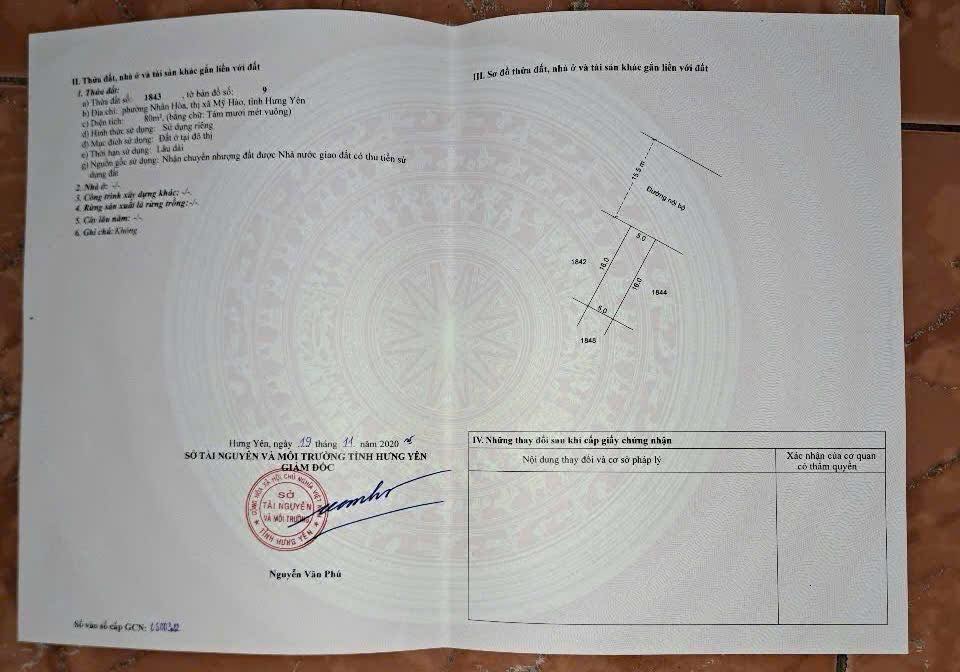 II. Thửa đất, nhà ở và tài sản khác gắn liền với đất
1. Thửa đất:
a) Thửa đất số: 1843 , tờ bản đồ số: 9
b) Địa chỉ: phường Nhân Hòa, thị xã Mỹ Hào, tỉnh Hưng Yên
c) Diện tích: 80m², (bằng chữ: Tám mươi mét vuông)
d) Hình thức sử dụng: Sử dụng riêng
đ) Mục đích sử dụng: Đất ở tại đô thị
e) Thời hạn sử dụng: Lâu dài
g) Nguồn gốc sử dụng: Nhận chuyển nhượng đất được Nhà nước giao đất có thu tiền sử
dụng đất
2. Nhà ở: -/-
3. Công trình xây dựng khác: -/-
4. Rừng sản xuất là rừng trồng:-/-
5. Cây lâu năm: -/-
6. Ghi chú: Không
Hưng Yên, ngày 19 tháng 11 năm 2020
SỞ TÀI NGUYÊN VÀ MÔI TRƯỜNG TỈNH HƯNG YÊN
GIÁM ĐỐC
CỘNG HÒA XÃ HỘI CHỦ NGHĨA VIỆT NAM
SỞ
TÀI NGUYÊN
VÀ MÔI TRƯỜNG
TỈNH HƯNG YÊN
Nguyễn Văn Phú
Số vào sổ cấp GCN:
III. Sơ đồ thửa đất, nhà ở và tài sản khác gắn liền với đất
15.5 m
Đường nội bộ
5.0
1842
16.0
16.0
1844
5.0
1848
IV. Những thay đổi sau khi cấp giấy chứng nhận
Nội dung thay đổi và cơ sở pháp lý
Xác nhận của cơ quan
có thẩm quyền